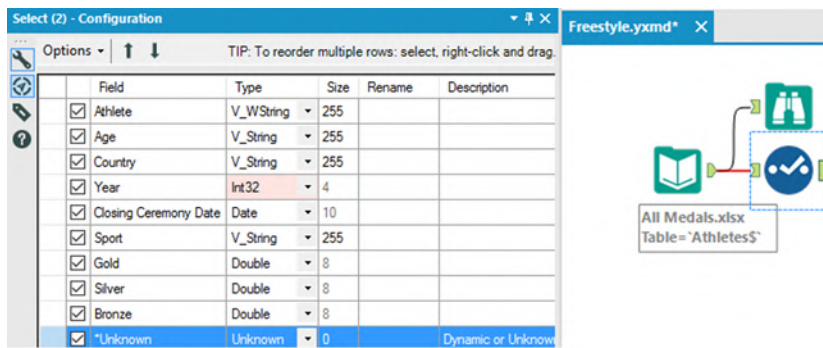 Select (2) - Configuration
Freestyle.yxmd*
Options
TIP: To reorder multiple rows: select, right-click and drag.
Field Type Size Rename Description
Athlete V_WString 255
Age V_String 255
Country V_String 255
Year Int32 4
Closing Ceremony Date Date 10
Sport V_String 255
Gold Double 8
Silver Double 8
Bronze Double 8
*Unknown Unknown 0 Dynamic or Unknow
All Medals.xlsx
Table=`Athletes$`